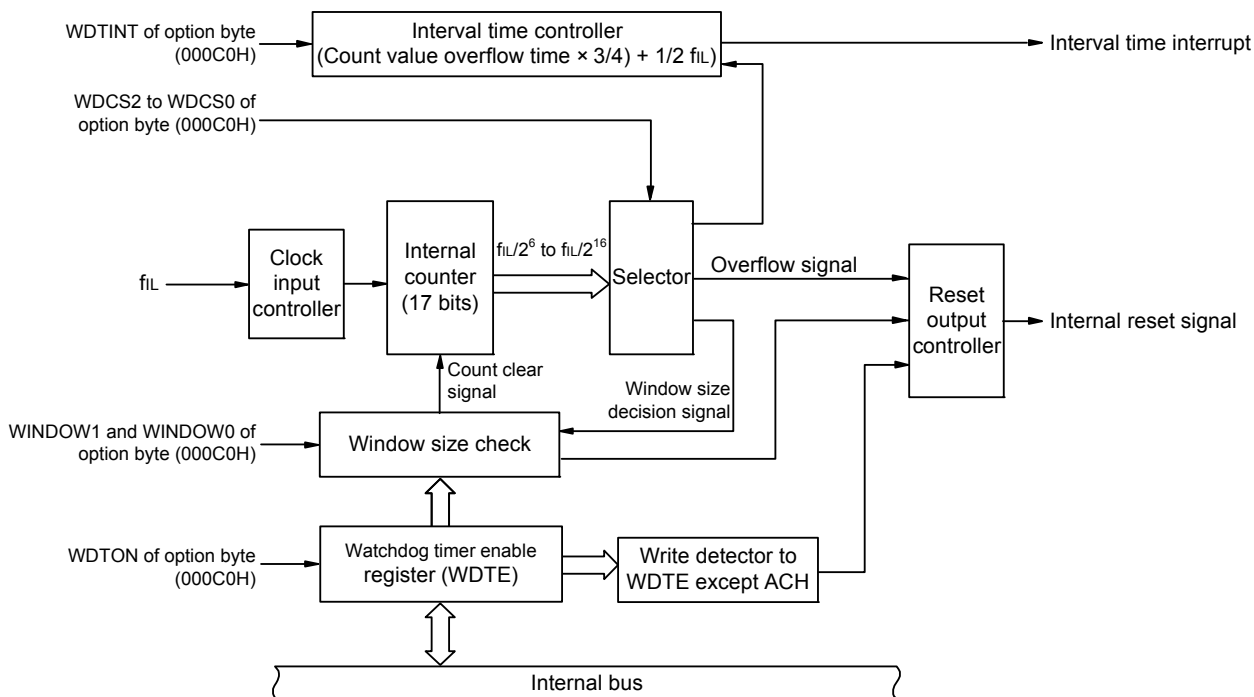 WDTINT of option byte
(000C0H)
Interval time controller
(Count value overflow time × 3/4) + 1/2 fIL)
Interval time interrupt
WDCS2 to WDCS0 of
option byte (000C0H)
fIL
Clock
input
controller
Internal
counter
(17 bits)
fIL/2⁶ to fIL/2¹⁶
Selector
Overflow signal
Reset
output
controller
Internal reset signal
Count clear
signal
Window size
decision signal
WINDOW1 and WINDOW0 of
option byte (000C0H)
Window size check
WDTON of option byte
(000C0H)
Watchdog timer enable
register (WDTE)
Write detector to
WDTE except ACH
Internal bus